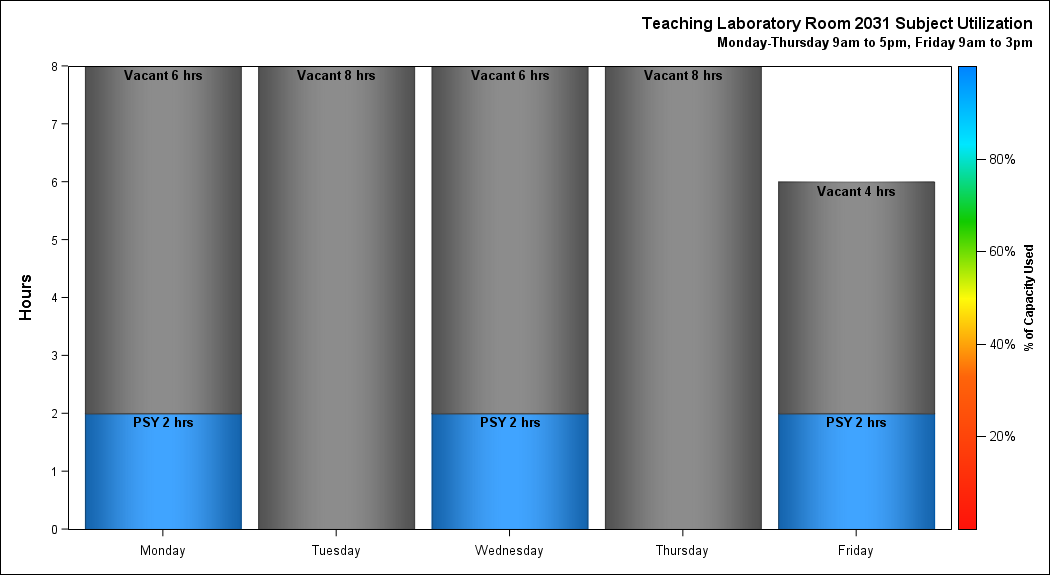 Teaching Laboratory Room 2031 Subject Utilization
Monday-Thursday 9am to 5pm, Friday 9am to 3pm
Hours
8
7
6
5
4
3
2
1
0
Vacant 6 hrs
Vacant 8 hrs
Vacant 6 hrs
Vacant 8 hrs
Vacant 4 hrs
PSY 2 hrs
PSY 2 hrs
PSY 2 hrs
Monday
Tuesday
Wednesday
Thursday
Friday
80%
60%
40%
20%
% of Capacity Used